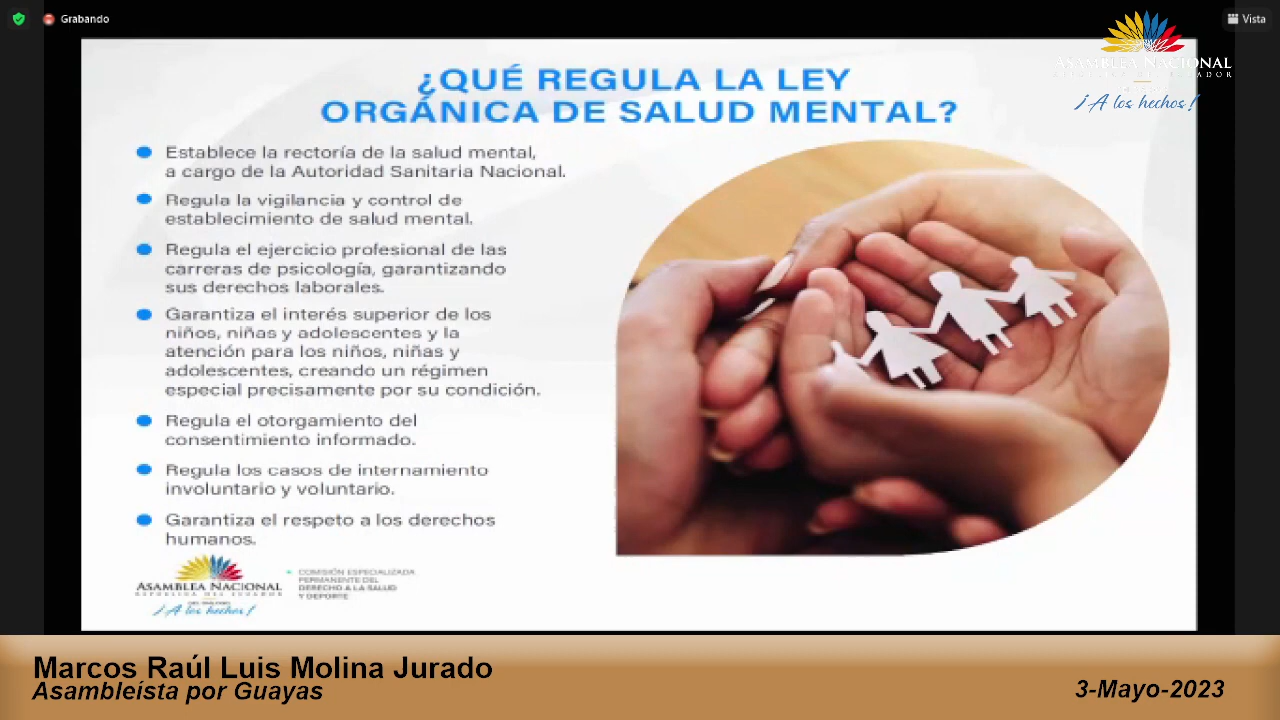 Grabando
Vista
ASAMBLEA NACIONAL
¡A los hechos!
¿QUÉ REGULA LA LEY
ORGÁNICA DE SALUD MENTAL?
Establece la rectoría de la salud mental,
a cargo de la Autoridad Sanitaria Nacional.
Regula la vigilancia y control de
establecimiento de salud mental.
Regula el ejercicio profesional de las
carreras de psicología, garantizando
sus derechos laborales.
Garantiza el interés superior de los
niños, niñas y adolescentes y la
atención para los niños, niñas y
adolescentes, creando un régimen
especial precisamente por su condición.
Regula el otorgamiento del
consentimiento informado.
Regula los casos de internamiento
involuntario y voluntario.
Garantiza el respeto a los derechos
humanos.
ASAMBLEA NACIONAL
REPÚBLICA DEL ECUADOR
¡A los hechos!
COMISIÓN ESPECIALIZADA
PERMANENTE DEL
DERECHO A LA SALUD
Y DEPORTE
Marcos Raúl Luis Molina Jurado
Asambleísta por Guayas
3-Mayo-2023